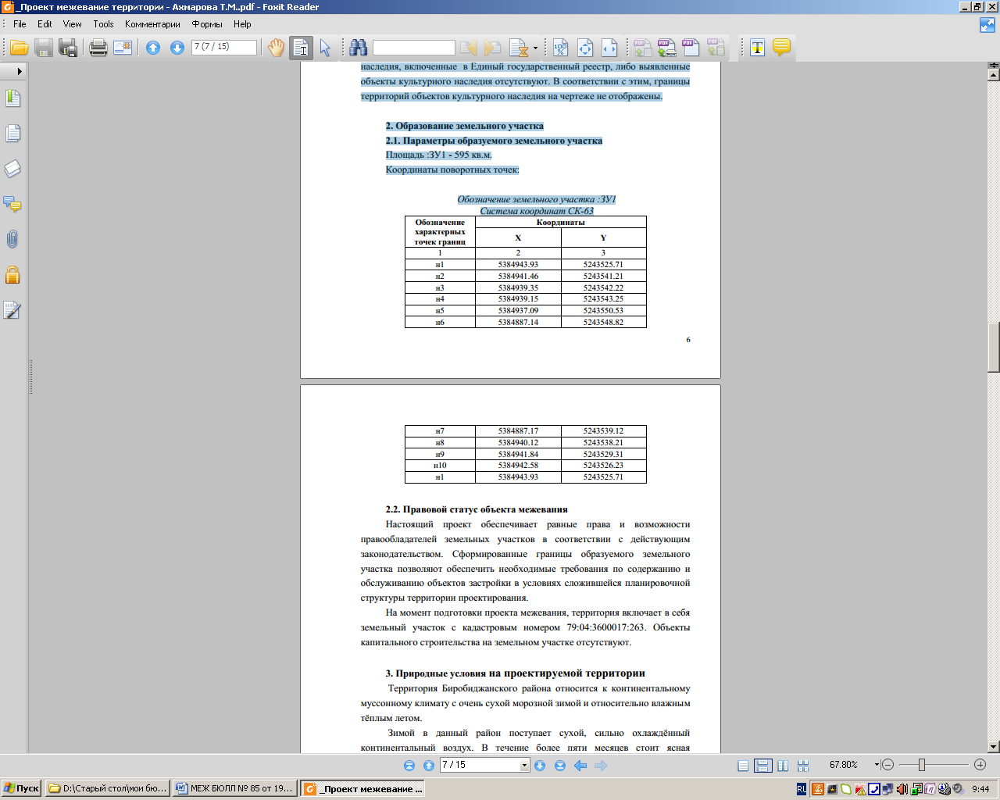 _Проект межевание территории - Ахмарова Т.М..pdf - Foxit Reader
File Edit View Tools Комментарии Формы Help
7 (7 / 15)
наследия, включенные в Единый государственный реестр, либо выявленные
объекты культурного наследия отсутствуют. В соответствии с этим, границы
территорий объектов культурного наследия на чертеже не отображены.
2. Образование земельного участка
2.1. Параметры образуемого земельного участка
Площадь :ЗУ1 - 595 кв.м.
Координаты поворотных точек:
Обозначение земельного участка :ЗУ1
Система координат СК-63
Обозначение характерных точек границ Координаты
X Y
1 2 3
н1 5384943.93 5243525.71
н2 5384941.46 5243541.21
н3 5384939.35 5243542.22
н4 5384939.15 5243543.25
н5 5384937.09 5243550.53
н6 5384887.14 5243548.82
6
н7 5384887.17 5243539.12
н8 5384940.12 5243538.21
н9 5384941.84 5243529.31
н10 5384942.58 5243526.23
н1 5384943.93 5243525.71
2.2. Правовой статус объекта межевания
Настоящий проект обеспечивает равные права и возможности
правообладателей земельных участков в соответствии с действующим
законодательством. Сформированные границы образуемого земельного
участка позволяют обеспечить необходимые требования по содержанию и
обслуживанию объектов застройки в условиях сложившейся планировочной
структуры территории проектирования.
На момент подготовки проекта межевания, территория включает в себя
земельный участок с кадастровым номером 79:04:3600017:263. Объекты
капитального строительства на земельном участке отсутствуют.
3. Природные условия на проектируемой территории
Территория Биробиджанского района относится к континентальному
муссонному климату с очень сухой морозной зимой и относительно влажным
тёплым летом.
Зимой в данный район поступает сухой, сильно охлаждённый
континентальный воздух. В течение более пяти месяцев стоит ясная
7 / 15
67.80%
Пуск D:\Старый стол\мои бю... МЕЖ БЮЛЛ № 85 от 19... _Проект межевание ... RU 9:44